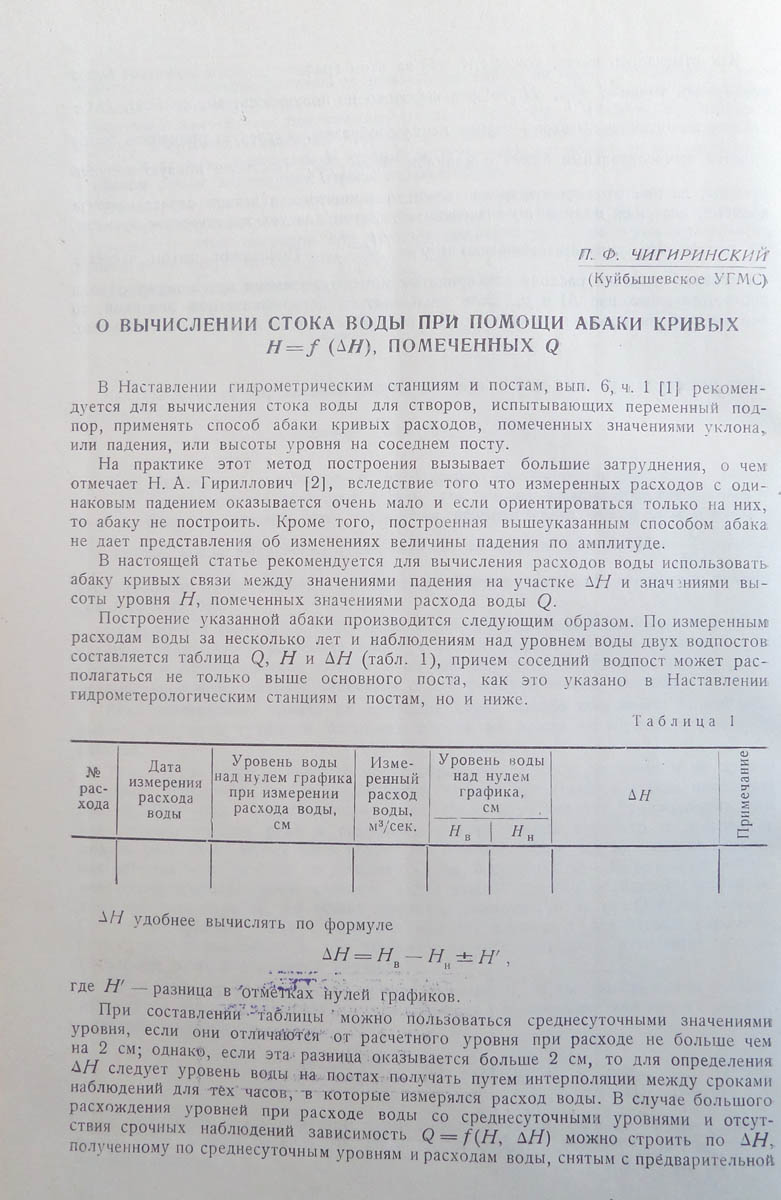 П. Ф. ЧИГИРИНСКИЙ
(Куйбышевское УГМС)
О ВЫЧИСЛЕНИИ СТОКА ВОДЫ ПРИ ПОМОЩИ АБАКИ КРИВЫХ
H=f (ΔH), ПОМЕЧЕННЫХ Q
В Наставлении гидрометрическим станциям и постам, вып. 6, ч. 1 [1] рекомен-
дуется для вычисления стока воды для створов, испытывающих переменный под-
пор, применять способ абаки кривых расходов, помеченных значениями уклона,
или падения, или высоты уровня на соседнем посту.
На практике этот метод построения вызывает большие затруднения, о чем
отмечает Н. А. Гириллович [2], вследствие того что измеренных расходов с оди-
наковым падением оказывается очень мало и если ориентироваться только на них,
то абаку не построить. Кроме того, построенная вышеуказанным способом абака
не дает представления об изменениях величины падения по амплитуде.
В настоящей статье рекомендуется для вычисления расходов воды использовать
абаку кривых связи между значениями падения на участке ΔH и значениями вы-
соты уровня H, помеченных значениями расхода воды Q.
Построение указанной абаки производится следующим образом. По измеренным
расходам воды за несколько лет и наблюдениям над уровнем воды двух водпостов
составляется таблица Q, H и ΔH (табл. 1), причем соседний водпост может рас-
полагаться не только выше основного поста, как это указано в Наставлении
гидрометерологическим станциям и постам, но и ниже.
Таблица 1
№
рас-
хода
Дата
измерения
расхода
воды
Уровень воды
над нулем графика
при измерении
расхода воды,
см
Изме-
ренный
расход
воды,
м³/сек.
Уровень воды
над нулем
графика,
см
Hв
Hн
ΔH
Примечание
ΔH удобнее вычислять по формуле
ΔH = Hв — Hн ± H′,
где H′ — разница в отметках нулей графиков.
При составлении таблицы можно пользоваться среднесуточными значениями
уровня, если они отличаются от расчетного уровня при расходе не больше чем
на 2 см; однако, если эта разница оказывается больше 2 см, то для определения
ΔH следует уровень воды на постах получать путем интерполяции между сроками
наблюдений для тех часов, в которые измерялся расход воды. В случае большого
расхождения уровней при расходе воды со среднесуточными уровнями и отсут-
ствия срочных наблюдений зависимость Q = f(H, ΔH) можно строить по ΔH,
полученному по среднесуточным уровням и расходам воды, снятым с предварительной